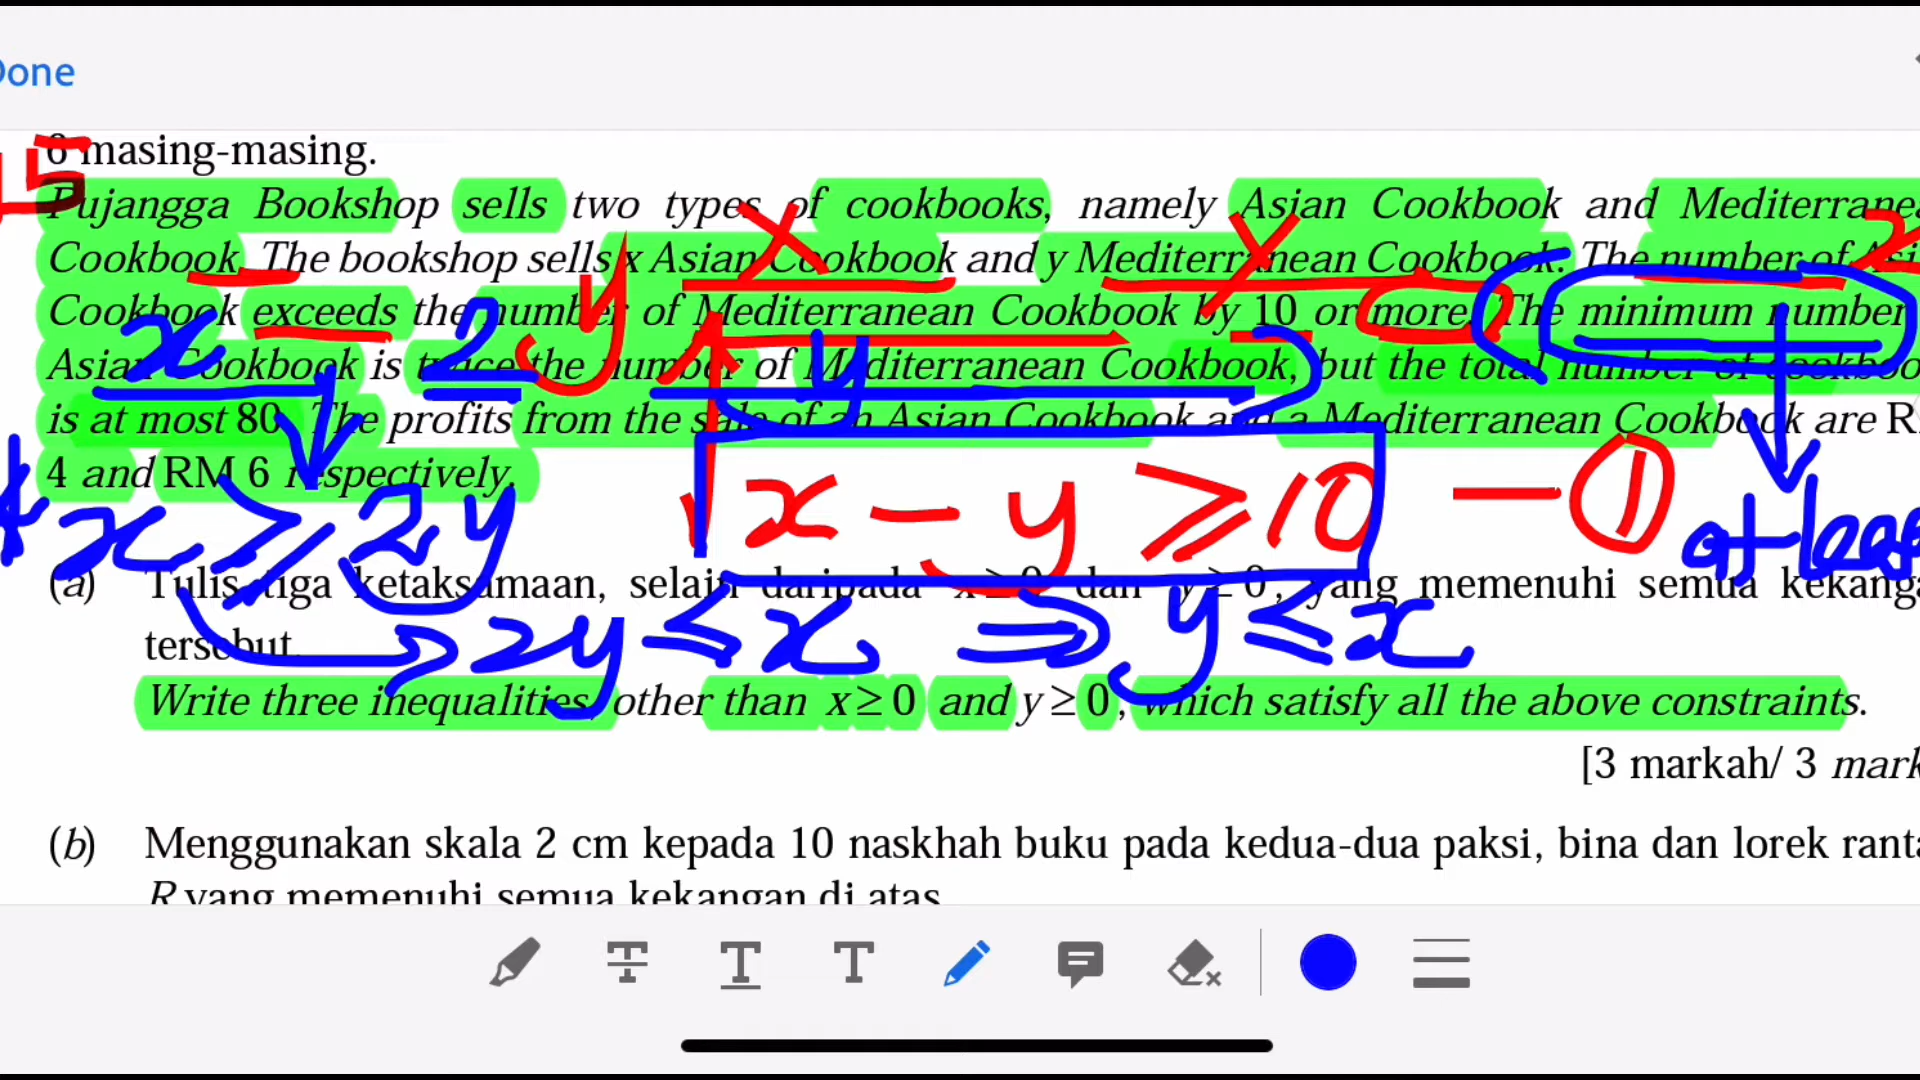 Done
15
6 masing-masing.
Pujangga Bookshop sells two types of cookbooks, namely Asian Cookbook and
Cookbook. The bookshop sells x Asian Cookbook and y Mediterranean Cookbook. The number of
Cookbook exceeds the number of Mediterranean Cookbook by 10 or more. The minimum number
Asian Cookbook is twice the number of Mediterranean Cookbook, but the total number of
is at most 80. The profits from the sale of an Asian Cookbook and a Mediterranean Cookbook are
4 and RM 6 respectively.
x 2 y
x ≥ 2y
x - y ≥ 10 — ①
at
(a) Tulis tiga ketaksamaan, selain daripada x ≥ 0 dan y ≥ 0, yang memenuhi semua
tersebut.
2y ≤ x ⇒ y ≤ x
Write three inequalities, other than x ≥ 0 and y ≥ 0, which satisfy all the above constraints.
[3 markah/ 3
(b) Menggunakan skala 2 cm kepada 10 naskhah buku pada kedua-dua paksi, bina dan lorek
R yang memenuhi semua kekangan di atas